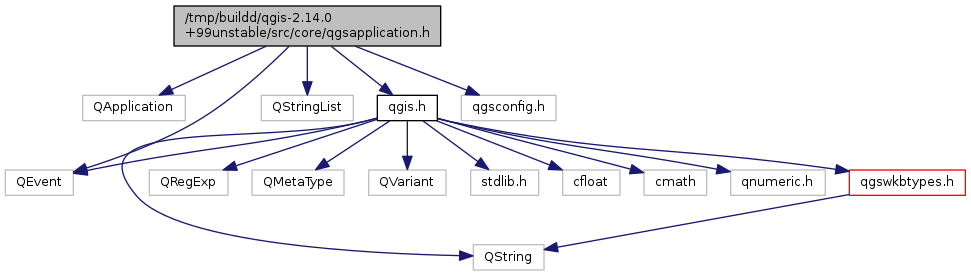 /tmp/buildd/qgis-2.14.0
+99unstable/src/core/qgsapplication.h
QApplication
QStringList
qgis.h
qgsconfig.h
QEvent
QRegExp
QMetaType
QVariant
stdlib.h
cfloat
cmath
qnumeric.h
qgswkbtypes.h
QString